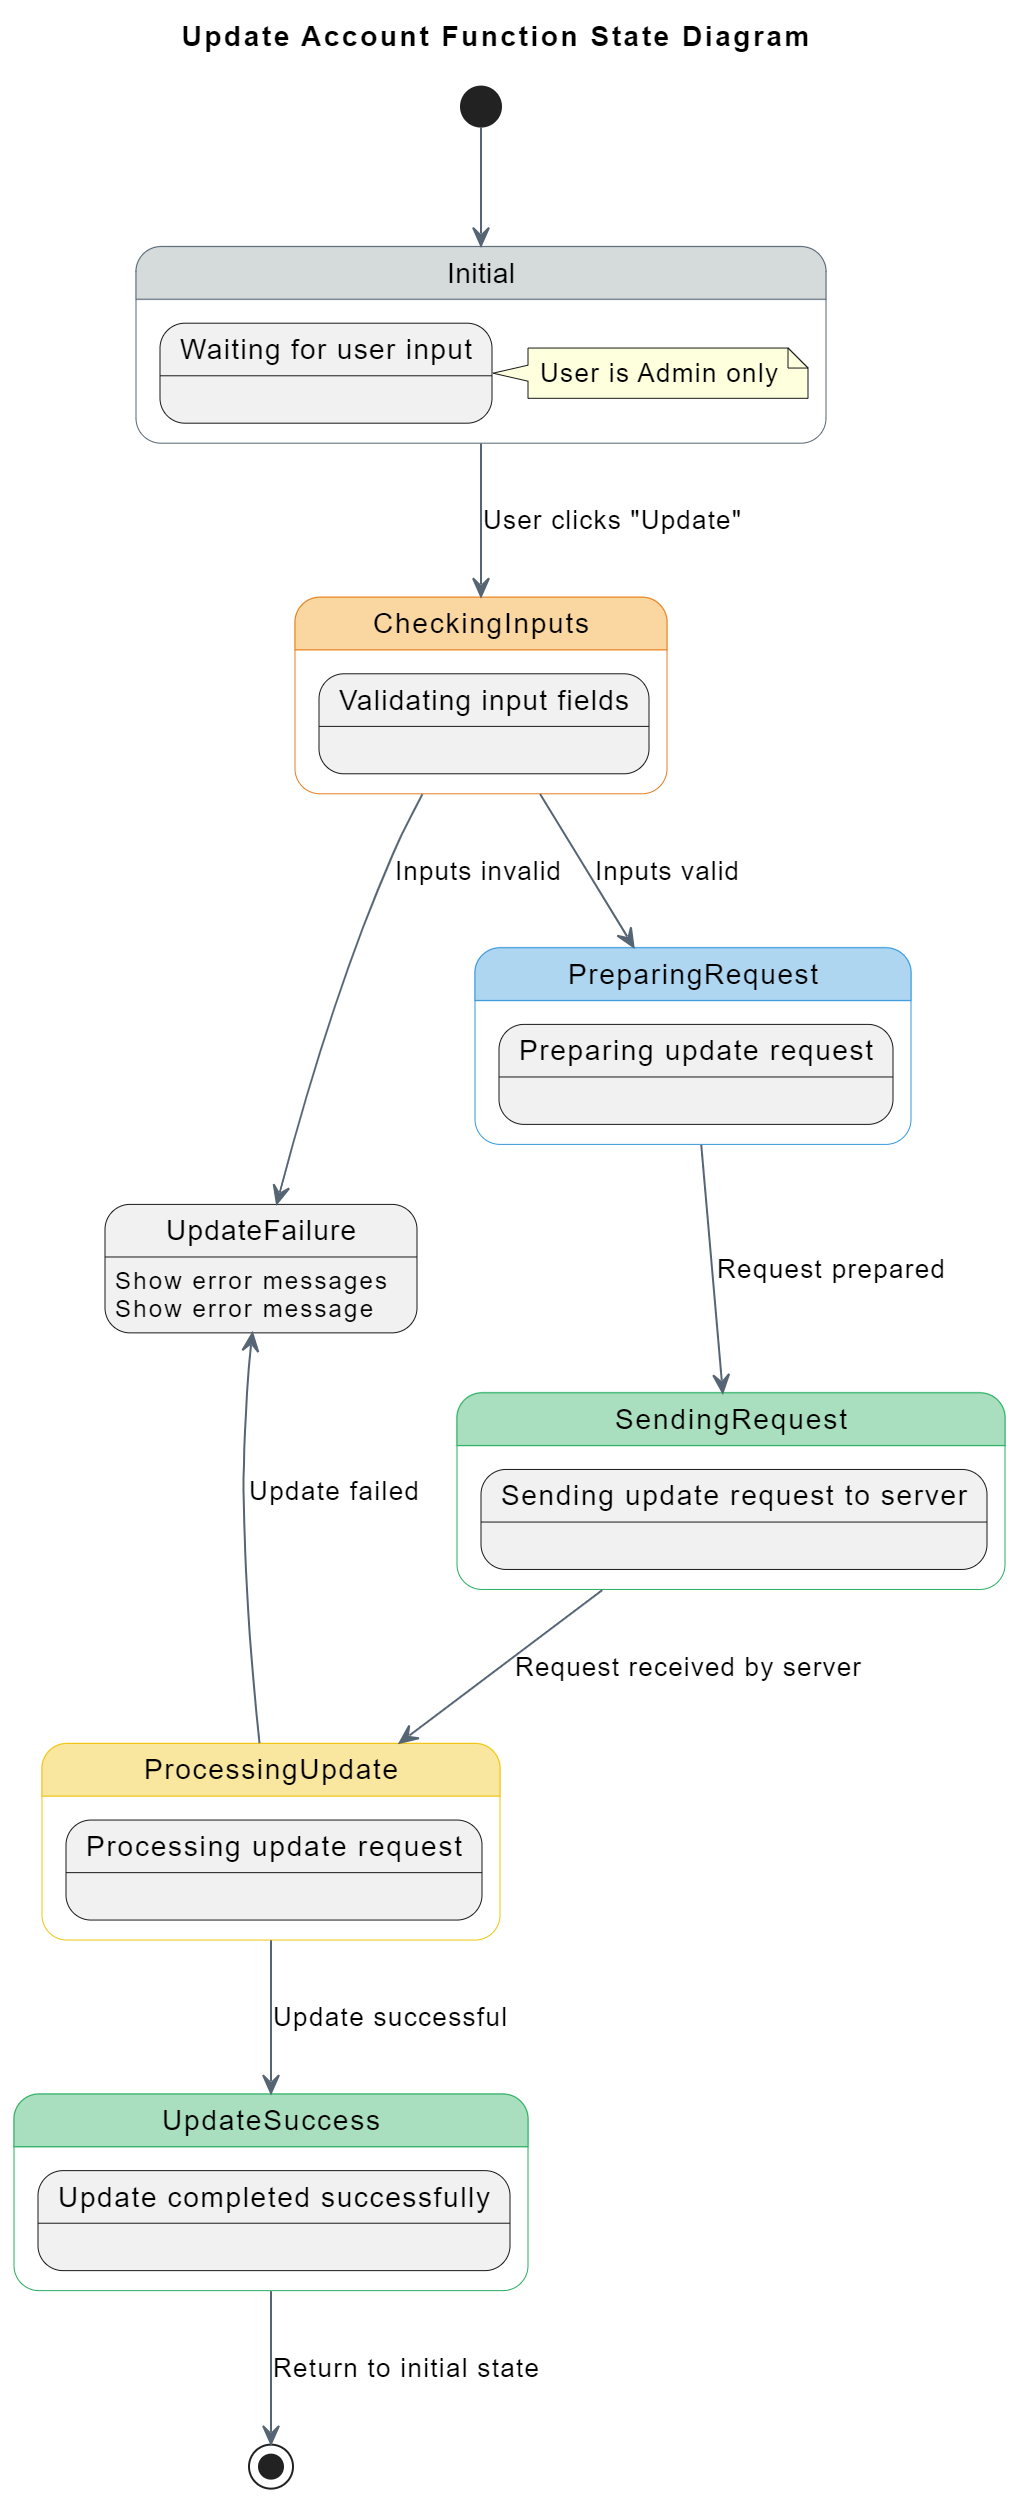 Update Account Function State Diagram
Initial
Waiting for user input
User is Admin only
User clicks "Update"
CheckingInputs
Validating input fields
Inputs invalid
Inputs valid
PreparingRequest
Preparing update request
UpdateFailure
Show error messages
Show error message
Request prepared
SendingRequest
Sending update request to server
Update failed
Request received by server
ProcessingUpdate
Processing update request
Update successful
UpdateSuccess
Update completed successfully
Return to initial state